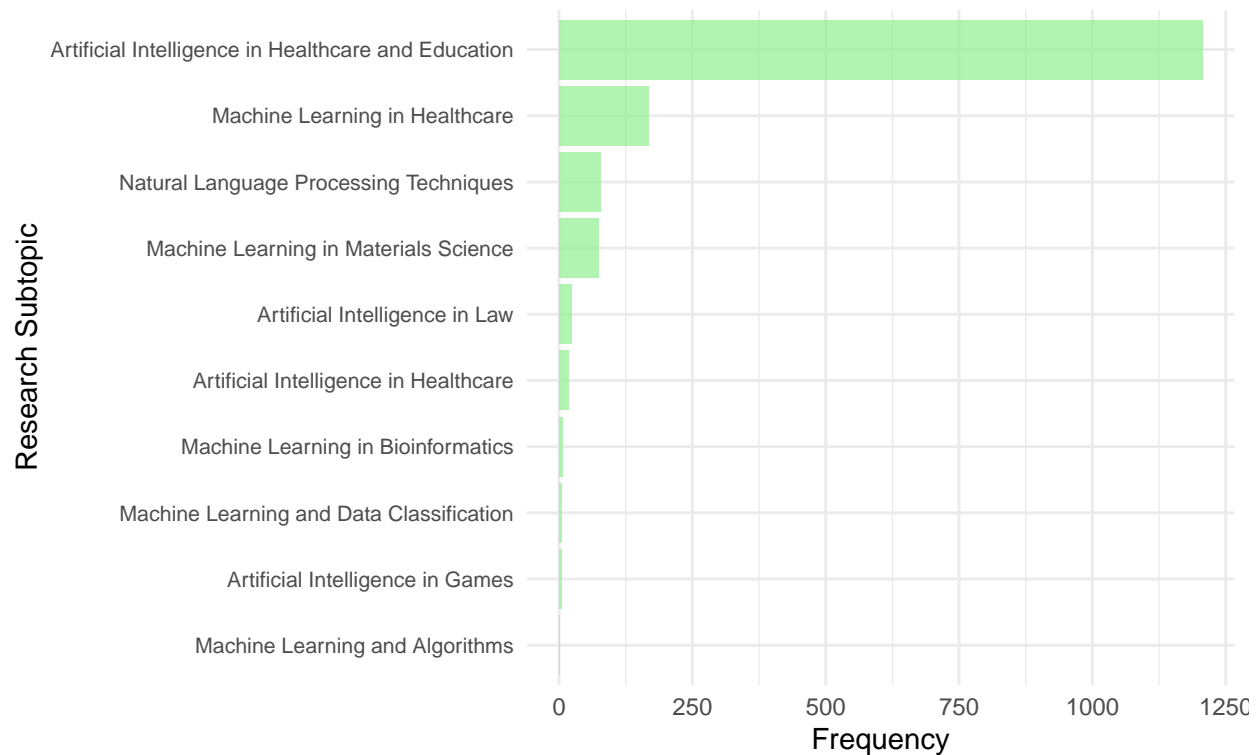 Artificial Intelligence in Healthcare and Education
Machine Learning in Healthcare
Natural Language Processing Techniques
Machine Learning in Materials Science
Artificial Intelligence in Law
Artificial Intelligence in Healthcare
Machine Learning in Bioinformatics
Machine Learning and Data Classification
Artificial Intelligence in Games
Machine Learning and Algorithms
Research Subtopic
0 250 500 750 1000 1250
Frequency